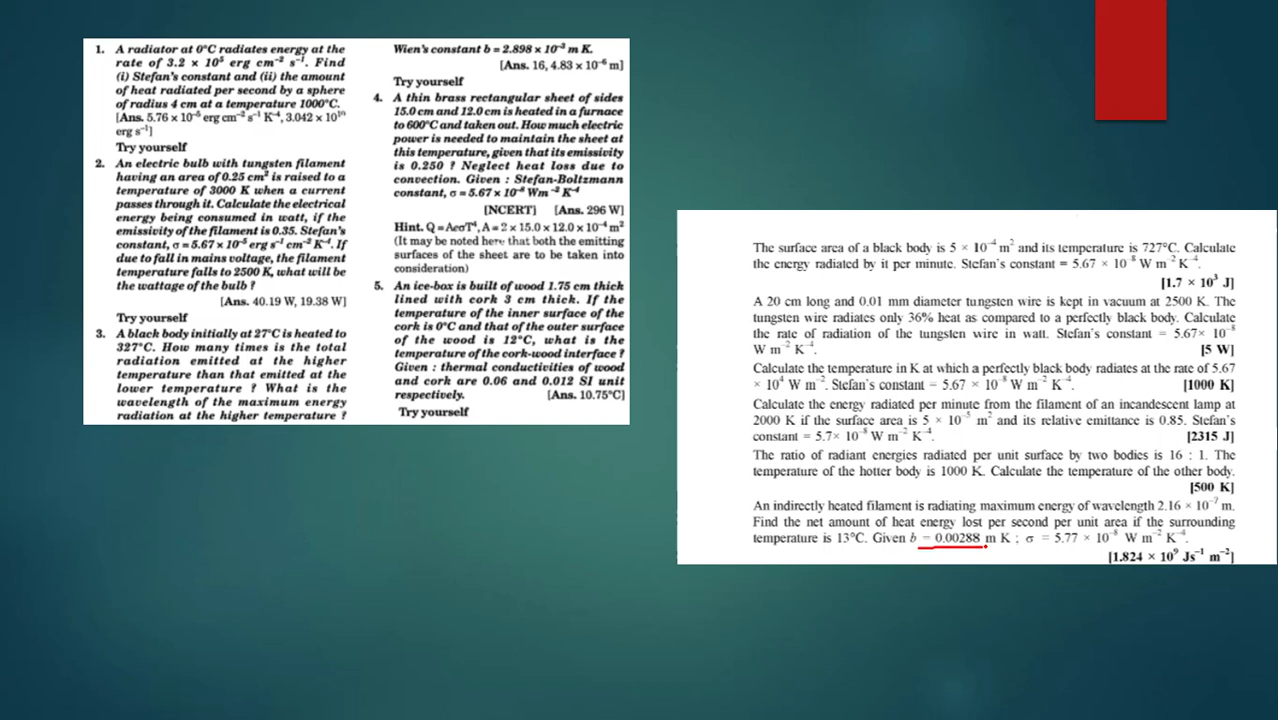 1. A radiator at 0°C radiates energy at the
rate of 3.2 × 10⁵ erg cm⁻² s⁻¹. Find
(i) Stefan's constant and (ii) the amount
of heat radiated per second by a sphere
of radius 4 cm at a temperature 1000°C.
[Ans. 5.76 × 10⁻⁵ erg cm⁻² s⁻¹ K⁻⁴, 3.042 × 10¹⁰
erg s⁻¹]
Try yourself
2. An electric bulb with tungsten filament
having an area of 0.25 cm² is raised to a
temperature of 3000 K when a current
passes through it. Calculate the electrical
energy being consumed in watt, if the
emissivity of the filament is 0.35. Stefan's
constant, σ = 5.67 × 10⁻⁵ erg s⁻¹ cm⁻² K⁻⁴. If
due to fall in mains voltage, the filament
temperature falls to 2500 K, what will be
the wattage of the bulb ?
[Ans. 40.19 W, 19.38 W]
Try yourself
3. A black body initially at 27°C is heated to
327°C. How many times is the total
radiation emitted at the higher
temperature than that emitted at the
lower temperature ? What is the
wavelength of the maximum energy
radiation at the higher temperature ?
Wien's constant b = 2.898 × 10⁻³ m K.
[Ans. 16, 4.83 × 10⁻⁶ m]
Try yourself
4. A thin brass rectangular sheet of sides
15.0 cm and 12.0 cm is heated in a furnace
to 600°C and taken out. How much electric
power is needed to maintain the sheet at
this temperature, given that its emissivity
is 0.250 ? Neglect heat loss due to
convection. Given : Stefan-Boltzmann
constant, σ = 5.67 × 10⁻⁸ Wm⁻² K⁻⁴
[NCERT] [Ans. 296 W]
Hint. Q = AeσT⁴, A = 2 × 15.0 × 12.0 × 10⁻⁴ m²
(It may be noted here that both the emitting
surfaces of the sheet are to be taken into
consideration)
5. An ice-box is built of wood 1.75 cm thick
lined with cork 3 cm thick. If the
temperature of the inner surface of the
cork is 0°C and that of the outer surface
of the wood is 12°C, what is the
temperature of the cork-wood interface ?
Given : thermal conductivities of wood
and cork are 0.06 and 0.012 SI unit
respectively. [Ans. 10.75°C]
Try yourself
The surface area of a black body is 5 × 10⁻⁴ m² and its temperature is 727°C. Calculate
the energy radiated by it per minute. Stefan's constant = 5.67 × 10⁻⁸ W m⁻² K⁻⁴.
[1.7 × 10³ J]
A 20 cm long and 0.01 mm diameter tungsten wire is kept in vacuum at 2500 K. The
tungsten wire radiates only 36% heat as compared to a perfectly black body. Calculate
the rate of radiation of the tungsten wire in watt. Stefan's constant = 5.67× 10⁻⁸
W m⁻² K⁻⁴.
[5 W]
Calculate the temperature in K at which a perfectly black body radiates at the rate of 5.67
× 10⁴ W m⁻². Stefan's constant = 5.67 × 10⁻⁸ W m⁻² K⁻⁴. [1000 K]
Calculate the energy radiated per minute from the filament of an incandescent lamp at
2000 K if the surface area is 5 × 10⁻⁵ m² and its relative emittance is 0.85. Stefan's
constant = 5.7× 10⁻⁸ W m⁻² K⁻⁴. [2315 J]
The ratio of radiant energies radiated per unit surface by two bodies is 16 : 1. The
temperature of the hotter body is 1000 K. Calculate the temperature of the other body.
[500 K]
An indirectly heated filament is radiating maximum energy of wavelength 2.16 × 10⁻⁷ m.
Find the net amount of heat energy lost per second per unit area if the surrounding
temperature is 13°C. Given b = 0.00288 m K ; σ = 5.77 × 10⁻⁸ W m⁻² K⁻⁴.
[1.824 × 10⁹ Js⁻¹ m⁻²]